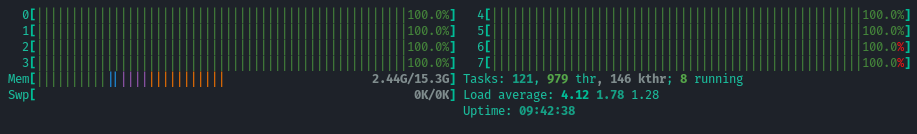 0[||||||||||||||||||||||||||||||||||||||||||||||||||||100.0%] 4[||||||||||||||||||||||||||||||||||||||||||||||||||||100.0%]
1[||||||||||||||||||||||||||||||||||||||||||||||||||||100.0%] 5[||||||||||||||||||||||||||||||||||||||||||||||||||||100.0%]
2[||||||||||||||||||||||||||||||||||||||||||||||||||||100.0%] 6[||||||||||||||||||||||||||||||||||||||||||||||||||||100.0%]
3[||||||||||||||||||||||||||||||||||||||||||||||||||||100.0%] 7[||||||||||||||||||||||||||||||||||||||||||||||||||||100.0%]
Mem[||||||||||||||||||||||||||| 2.44G/15.3G] Tasks: 121, 979 thr, 146 kthr; 8 running
Swp[ 0K/0K] Load average: 4.12 1.78 1.28
Uptime: 09:42:38